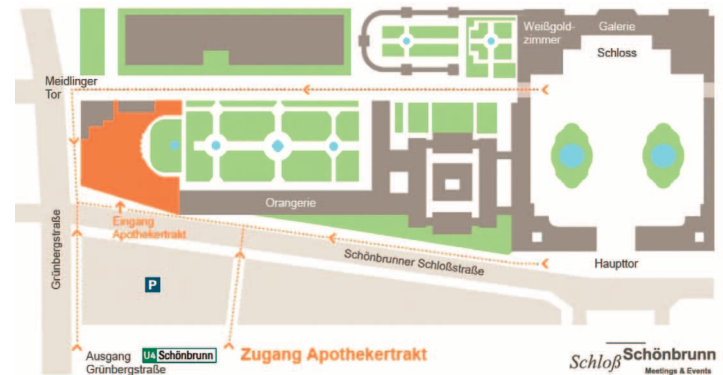 Weißgold-
zimmer
Galerie
Schloss
Meidlinger
Tor
Orangerie
Eingang
Apothekertrakt
Grünbergstraße
Schönbrunner Schloßstraße
Haupttor
P
Ausgang
Grünbergstraße
U4 Schönbrunn
Zugang Apothekertrakt
Schloß Schönbrunn
Meetings & Events